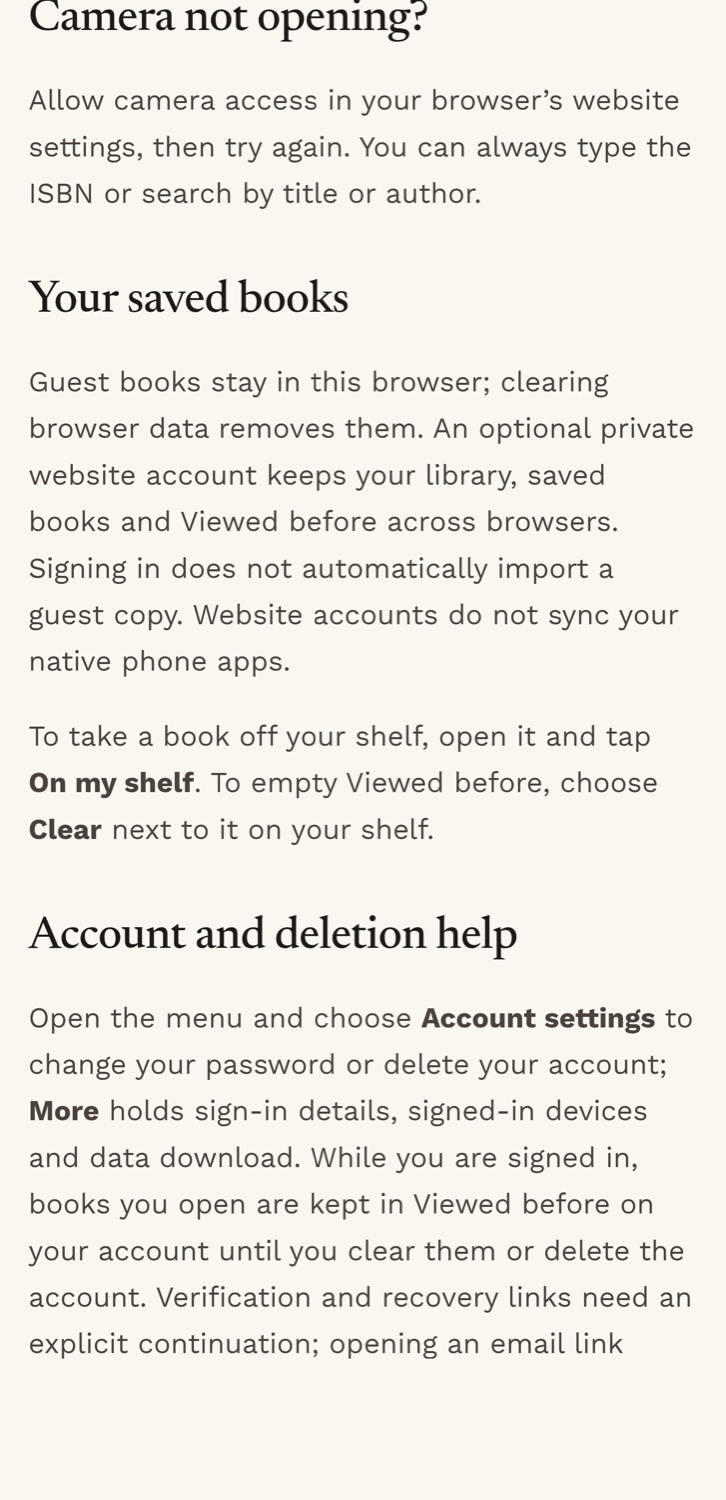 Camera not opening?
Allow camera access in your browser’s website
settings, then try again. You can always type the
ISBN or search by title or author.
Your saved books
Guest books stay in this browser; clearing
browser data removes them. An optional private
website account keeps your library, saved
books and Viewed before across browsers.
Signing in does not automatically import a
guest copy. Website accounts do not sync your
native phone apps.
To take a book off your shelf, open it and tap
On my shelf. To empty Viewed before, choose
Clear next to it on your shelf.
Account and deletion help
Open the menu and choose Account settings to
change your password or delete your account;
More holds sign-in details, signed-in devices
and data download. While you are signed in,
books you open are kept in Viewed before on
your account until you clear them or delete the
account. Verification and recovery links need an
explicit continuation; opening an email link